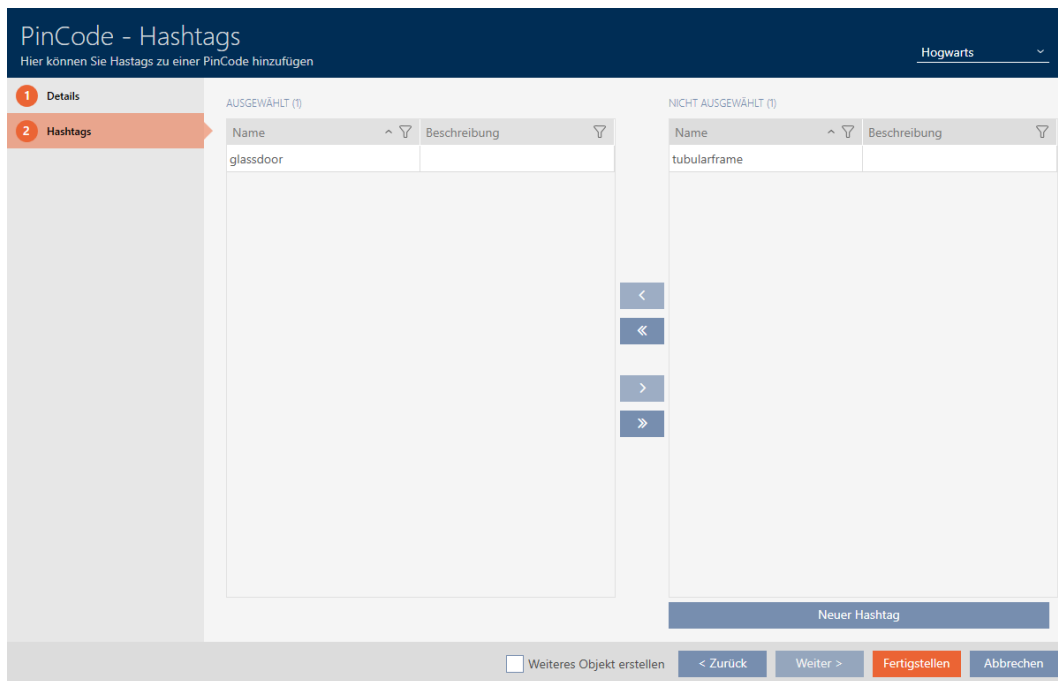 PinCode - Hashtags
Hier können Sie Hastags zu einer PinCode hinzufügen
Hogwarts
1 Details
2 Hashtags
AUSGEWÄHLT (1)
Name Beschreibung
glassdoor
NICHT AUSGEWÄHLT (1)
Name Beschreibung
tubularframe
Neuer Hashtag
Weiteres Objekt erstellen < Zurück Weiter > Fertigstellen Abbrechen